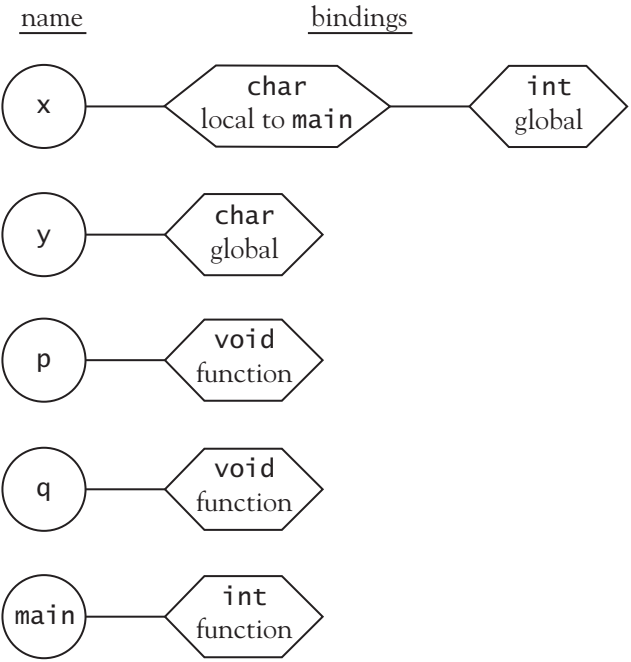 name bindings
x char int
local to main global
y char
global
p void
function
q void
function
main int
function